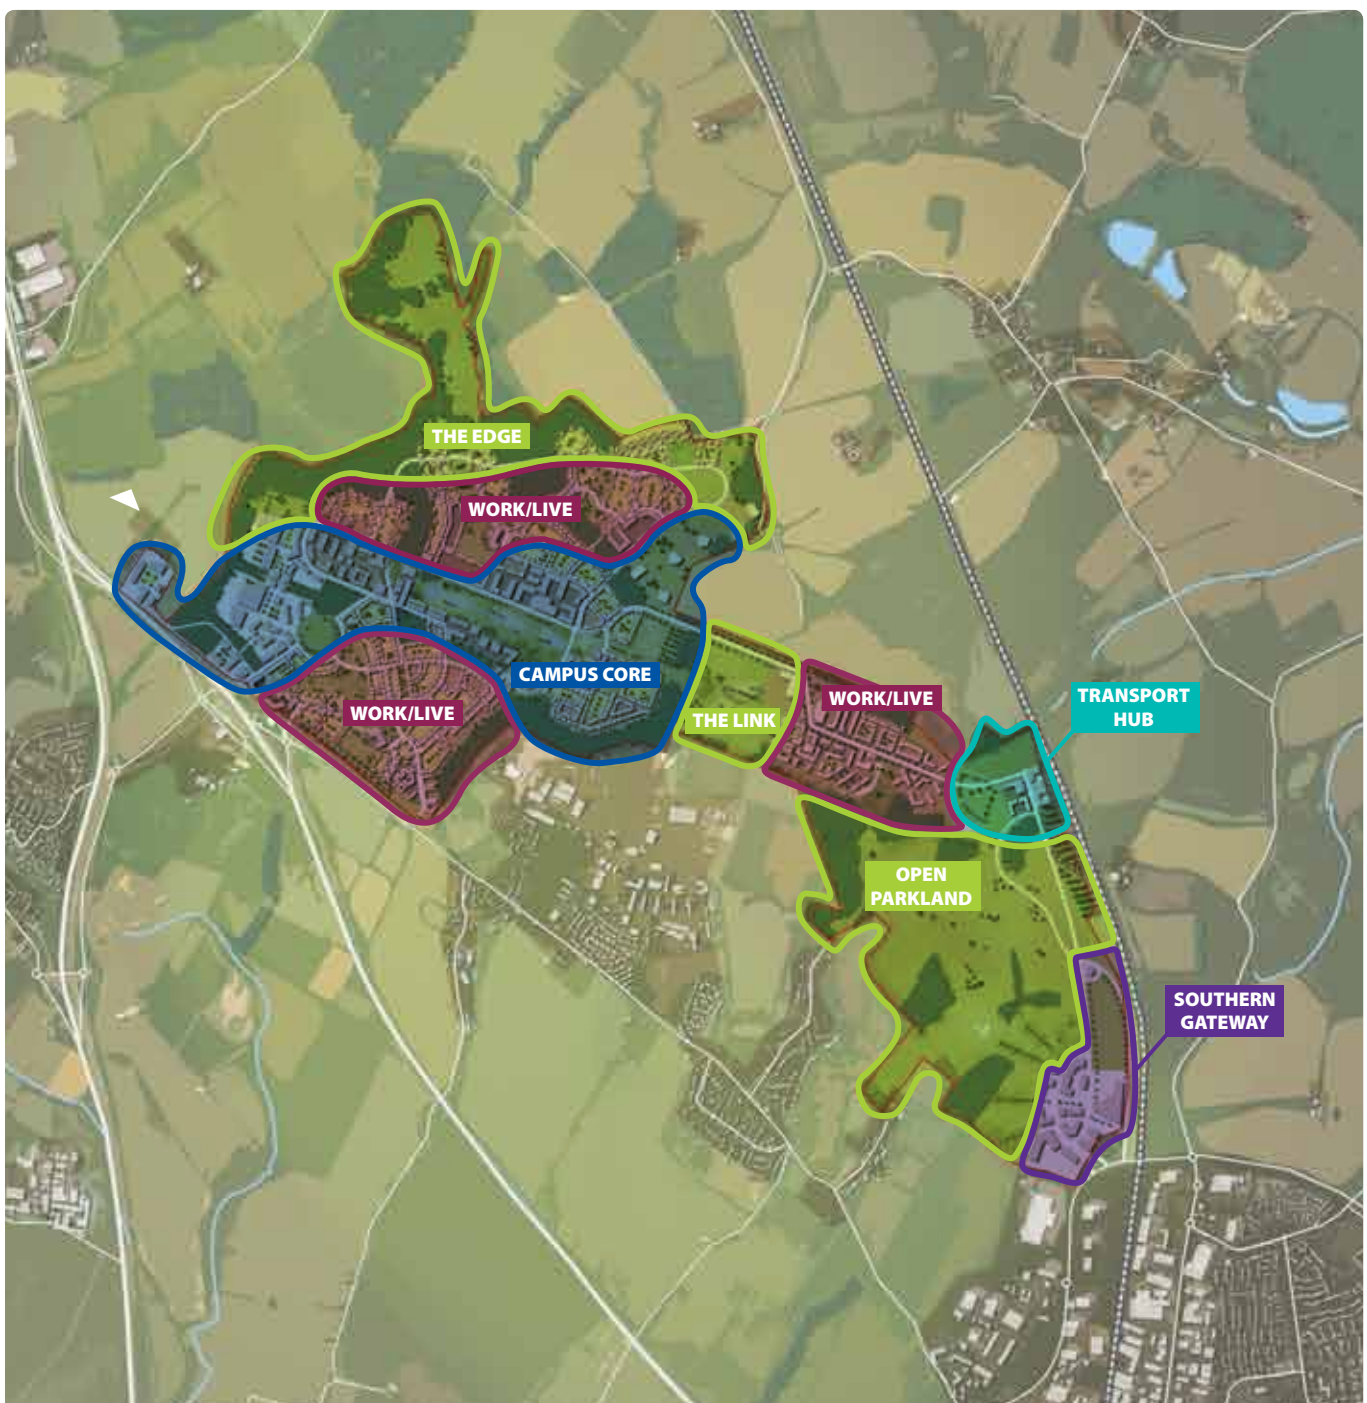 THE EDGE
WORK/LIVE
CAMPUS CORE
WORK/LIVE
THE LINK
WORK/LIVE
TRANSPORT
HUB
OPEN
PARKLAND
SOUTHERN
GATEWAY